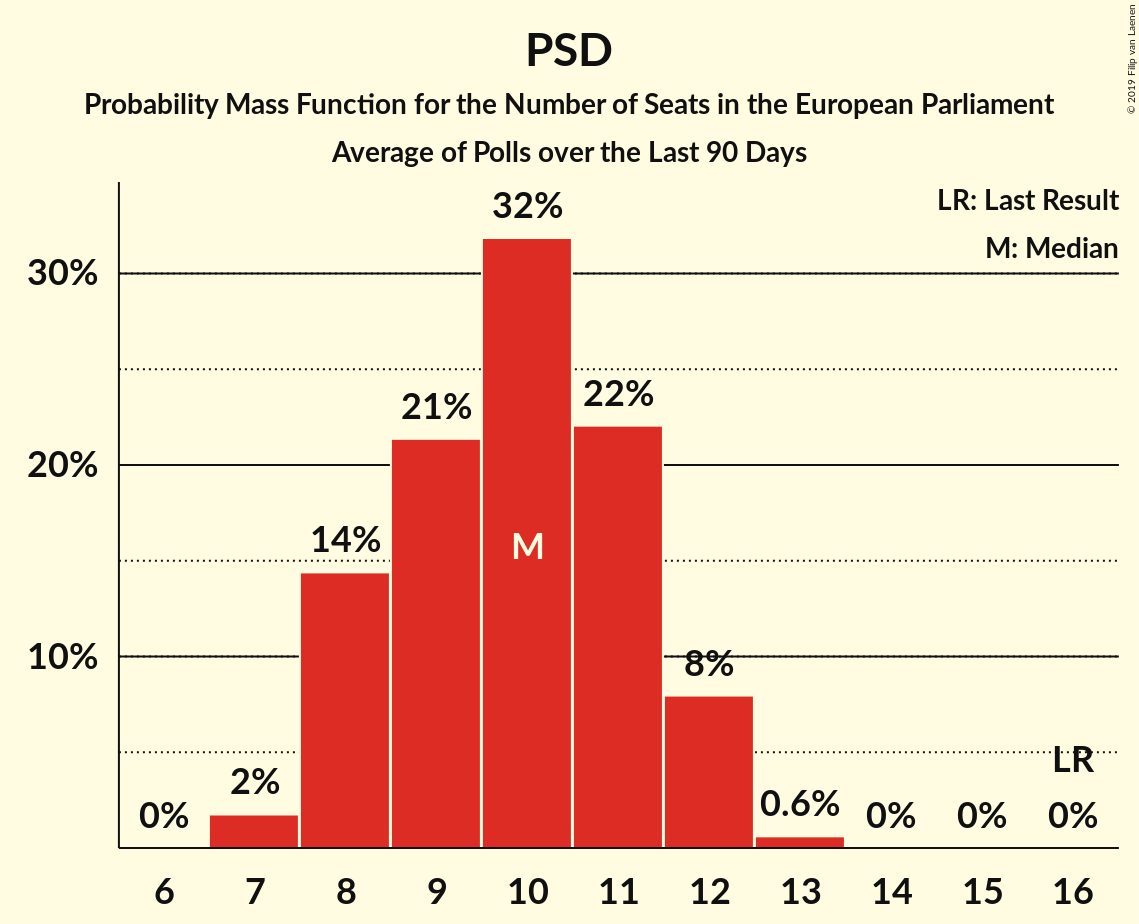 PSD
Probability Mass Function for the Number of Seats in the European Parliament
Average of Polls over the Last 90 Days
© 2019 Filip van Laenen
LR: Last Result
M: Median
30%
20%
10%
0%
2%
14%
21%
32%
22%
8%
0.6%
0%
0%
0%
M
LR
6 7 8 9 10 11 12 13 14 15 16